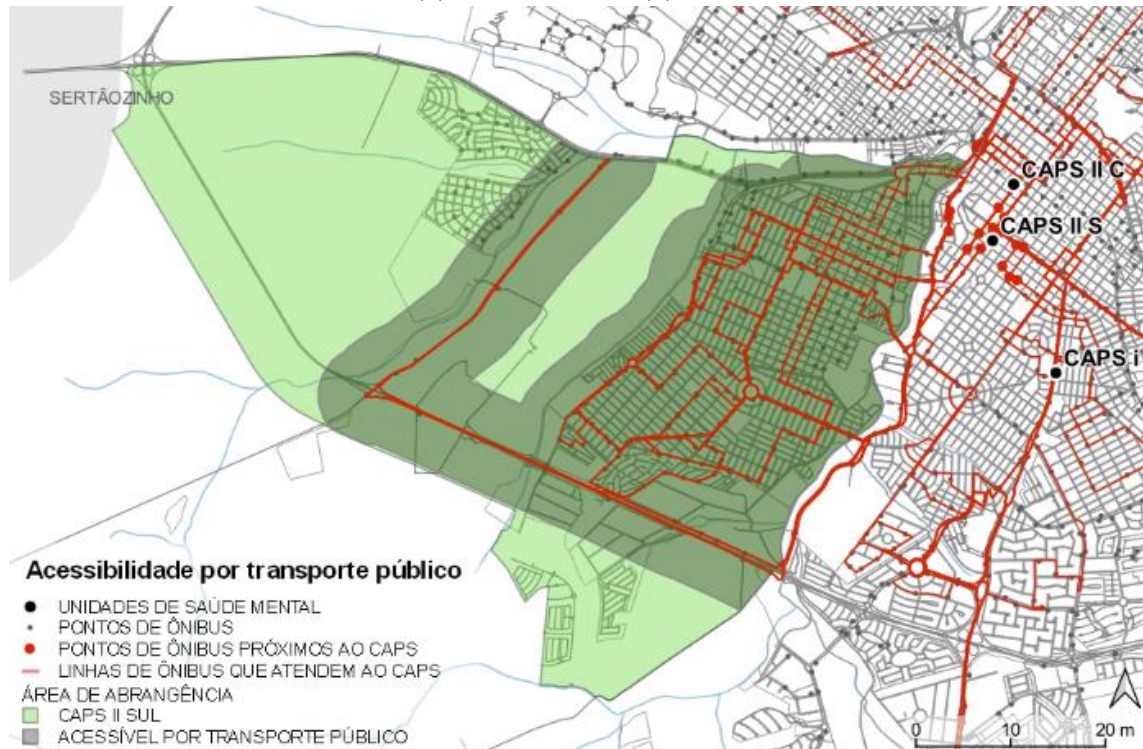 SERTÃOZINHO
CAPS II C
CAPS II S
CAPS i
Acessibilidade por transporte público
UNIDADES DE SAÚDE MENTAL
PONTOS DE ÔNIBUS
PONTOS DE ÔNIBUS PRÓXIMOS AO CAPS
LINHAS DE ÔNIBUS QUE ATENDEM AO CAPS
ÁREA DE ABRANGÊNCIA
CAPS II SUL
ACESSÍVEL POR TRANSPORTE PÚBLICO
0 10 20 m